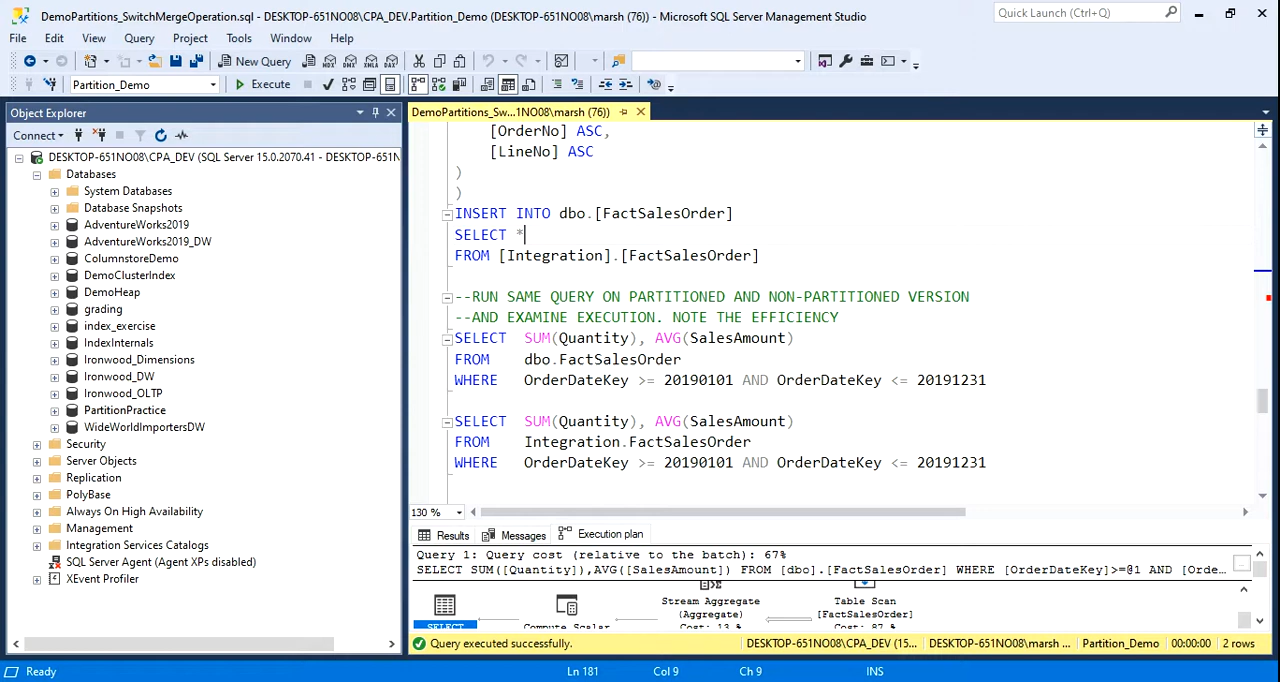 DemoPartitions_SwitchMergeOperation.sql - DESKTOP-651NO08\CPA_DEV.Partition_Demo (DESKTOP-651NO08\marsh (76)) - Microsoft SQL Server Management Studio
Quick Launch (Ctrl+Q)
File Edit View Query Project Tools Window Help
New Query
MDX DMX XMLA DAX
Partition_Demo
Execute
Object Explorer
DemoPartitions_Sw...1NO08\marsh (76))
Connect
DESKTOP-651NO08\CPA_DEV (SQL Server 15.0.2070.41 - DESKTOP-651N
Databases
System Databases
Database Snapshots
AdventureWorks2019
AdventureWorks2019_DW
ColumnstoreDemo
DemoClusterIndex
DemoHeap
grading
index_exercise
IndexInternals
Ironwood_Dimensions
Ironwood_DW
Ironwood_OLTP
PartitionPractice
WideWorldImportersDW
Security
Server Objects
Replication
PolyBase
Always On High Availability
Management
Integration Services Catalogs
SQL Server Agent (Agent XPs disabled)
XEvent Profiler
[OrderNo] ASC,
[LineNo] ASC
)
)
INSERT INTO dbo.[FactSalesOrder]
SELECT *
FROM [Integration].[FactSalesOrder]
--RUN SAME QUERY ON PARTITIONED AND NON-PARTITIONED VERSION
--AND EXAMINE EXECUTION. NOTE THE EFFICIENCY
SELECT SUM(Quantity), AVG(SalesAmount)
FROM dbo.FactSalesOrder
WHERE OrderDateKey >= 20190101 AND OrderDateKey <= 20191231
SELECT SUM(Quantity), AVG(SalesAmount)
FROM Integration.FactSalesOrder
WHERE OrderDateKey >= 20190101 AND OrderDateKey <= 20191231
130 %
Results Messages Execution plan
Query 1: Query cost (relative to the batch): 67%
SELECT SUM([Quantity]),AVG([SalesAmount]) FROM [dbo].[FactSalesOrder] WHERE [OrderDateKey]>=@1 AND [Orde...
SELECT
Compute Scalar
Stream Aggregate
(Aggregate)
Cost: 13 %
Table Scan
[FactSalesOrder]
Cost: 87 %
Query executed successfully.
DESKTOP-651NO08\CPA_DEV (15... DESKTOP-651NO08\marsh ... Partition_Demo 00:00:00 2 rows
Ready Ln 181 Col 9 Ch 9 INS